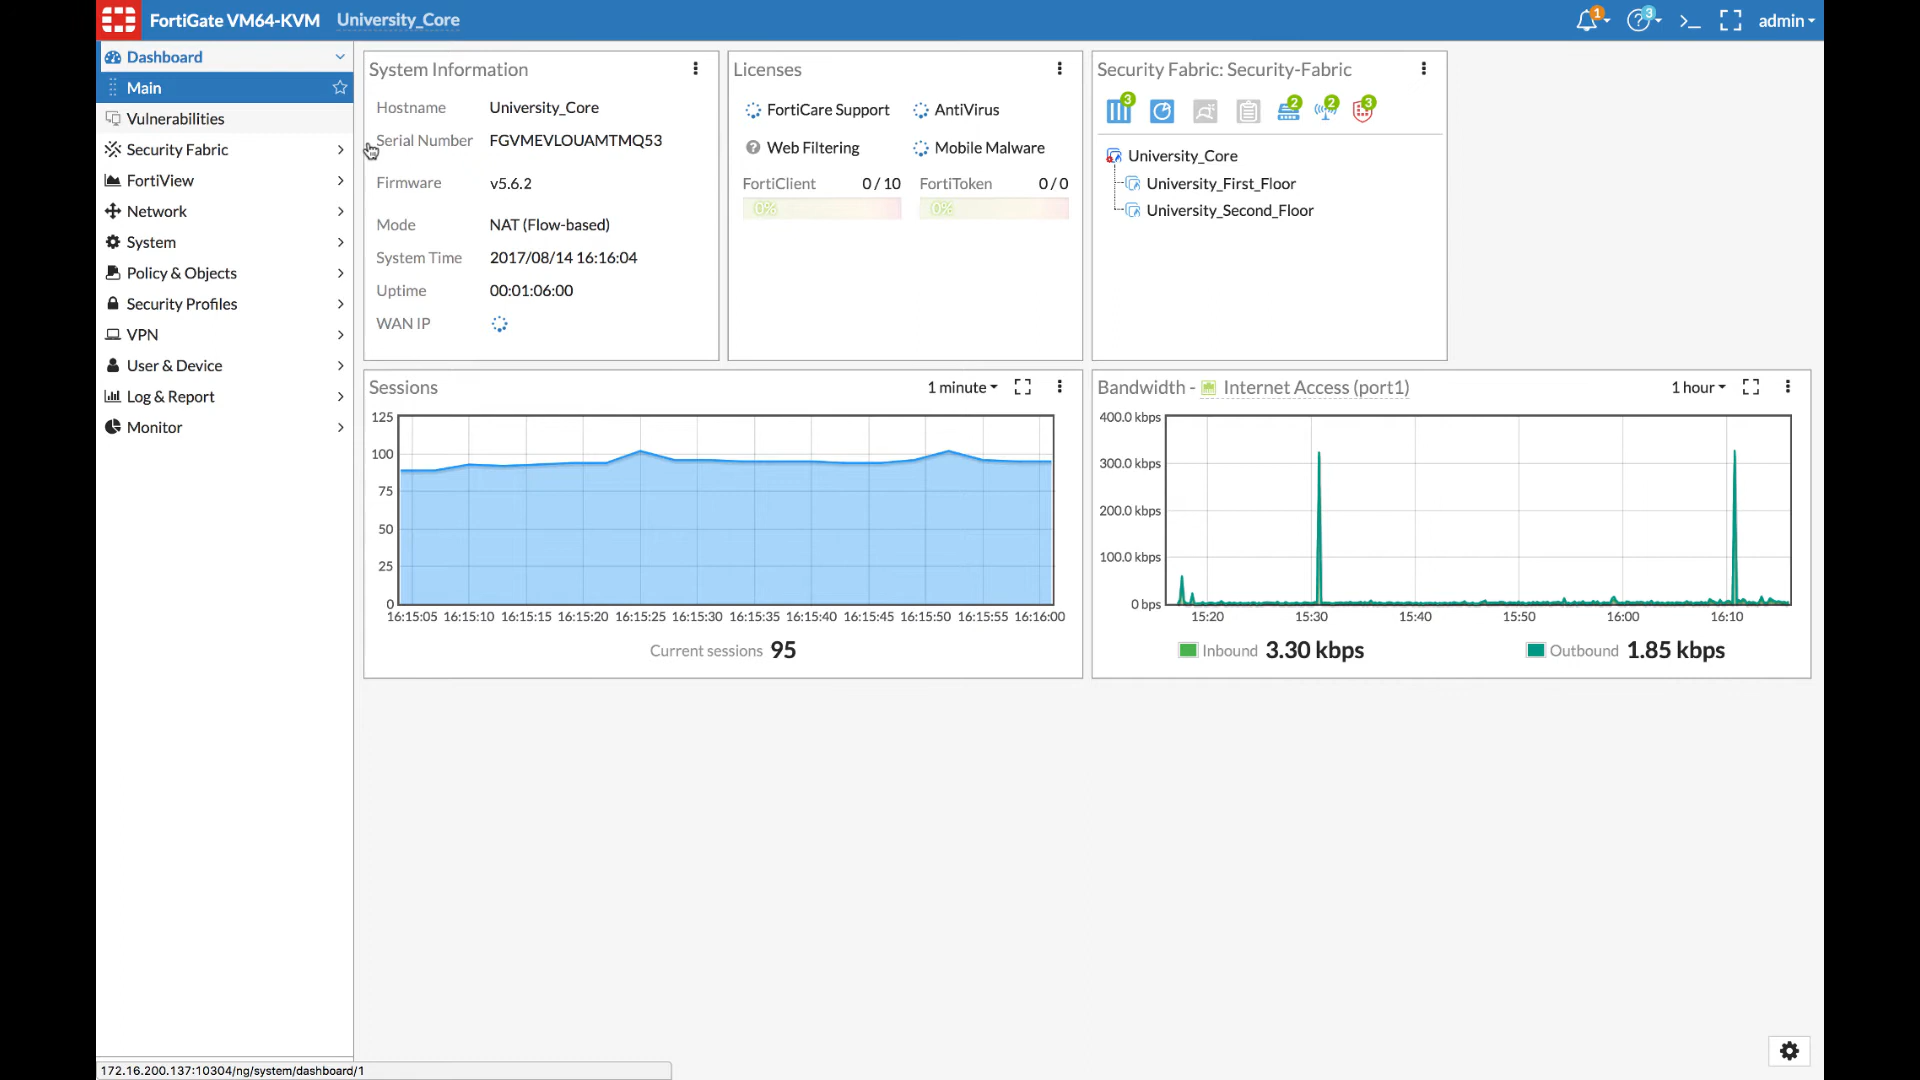 FortiGate VM64-KVM University_Core 1 3 >_ admin
Dashboard
Main
Vulnerabilities
Security Fabric
FortiView
Network
System
Policy & Objects
Security Profiles
VPN
User & Device
Log & Report
Monitor
System Information
Hostname University_Core
Serial Number FGVMEVLOUAMTMQ53
Firmware v5.6.2
Mode NAT (Flow-based)
System Time 2017/08/14 16:16:04
Uptime 00:01:06:00
WAN IP
Licenses
FortiCare Support AntiVirus
Web Filtering Mobile Malware
FortiClient 0 / 10 FortiToken 0 / 0
0% 0%
Security Fabric: Security-Fabric
3 2 2 3
University_Core
University_First_Floor
University_Second_Floor
Sessions 1 minute
125
100
75
50
25
0
16:15:05 16:15:10 16:15:15 16:15:20 16:15:25 16:15:30 16:15:35 16:15:40 16:15:45 16:15:50 16:15:55 16:16:00
Current sessions 95
Bandwidth - Internet Access (port1) 1 hour
400.0 kbps
300.0 kbps
200.0 kbps
100.0 kbps
0 bps
15:20 15:30 15:40 15:50 16:00 16:10
Inbound 3.30 kbps Outbound 1.85 kbps
172.16.200.137:10304/ng/system/dashboard/1